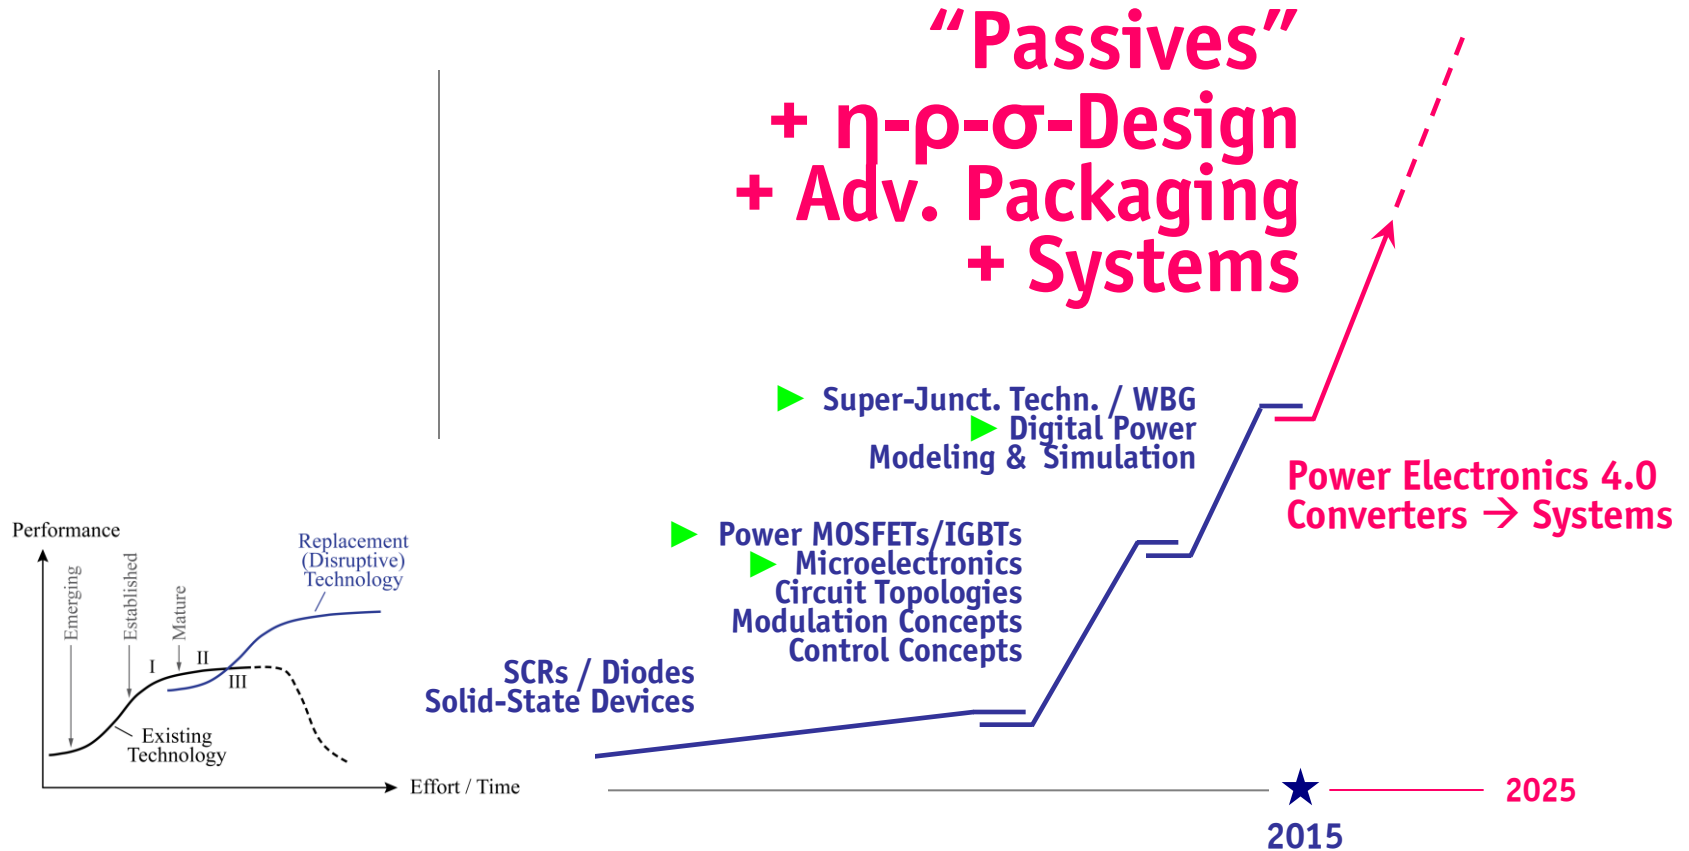 “Passives”
+ η-ρ-σ-Design
+ Adv. Packaging
+ Systems
Super-Junct. Techn. / WBG
Digital Power
Modeling & Simulation
Power Electronics 4.0
Converters → Systems
Power MOSFETs/IGBTs
Microelectronics
Circuit Topologies
Modulation Concepts
Control Concepts
SCRs / Diodes
Solid-State Devices
Performance
Emerging
Established
Mature
Replacement
(Disruptive)
Technology
I
II
III
Existing
Technology
Effort / Time
2015
2025